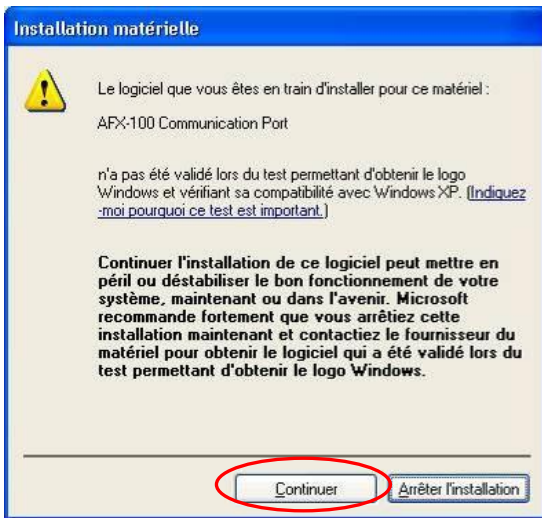 Installation matérielle
Le logiciel que vous êtes en train d'installer pour ce matériel :
AFX-100 Communication Port
n'a pas été validé lors du test permettant d'obtenir le logo
Windows et vérifiant sa compatibilité avec Windows XP. (Indiquez
-moi pourquoi ce test est important.)
Continuer l'installation de ce logiciel peut mettre en
péril ou déstabiliser le bon fonctionnement de votre
système, maintenant ou dans l'avenir. Microsoft
recommande fortement que vous arrêtiez cette
installation maintenant et contactiez le fournisseur du
matériel pour obtenir le logiciel qui a été validé lors du
test permettant d'obtenir le logo Windows.
Continuer
Arrêter l'installation